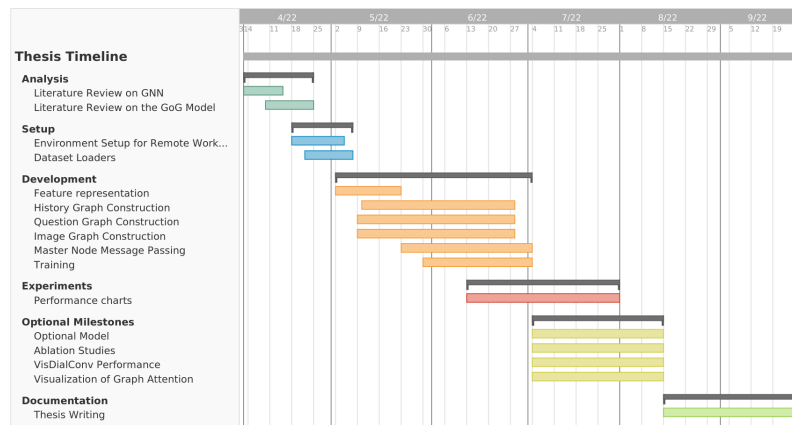 4/22 5/22 6/22 7/22 8/22 9/22
31 4 11 18 25 2 9 16 23 30 6 13 20 27 4 11 18 25 1 8 15 22 29 5 12 19
Thesis Timeline
Analysis
Literature Review on GNN
Literature Review on the GoG Model
Setup
Environment Setup for Remote Work...
Dataset Loaders
Development
Feature representation
History Graph Construction
Question Graph Construction
Image Graph Construction
Master Node Message Passing
Training
Experiments
Performance charts
Optional Milestones
Optional Model
Ablation Studies
VisDialConv Performance
Visualization of Graph Attention
Documentation
Thesis Writing